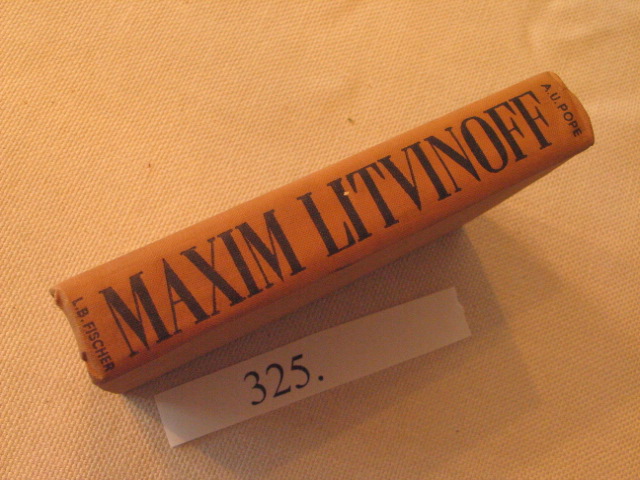 A.U. POPE
MAXIM LITVINOFF
L.B. FISCHER
325.